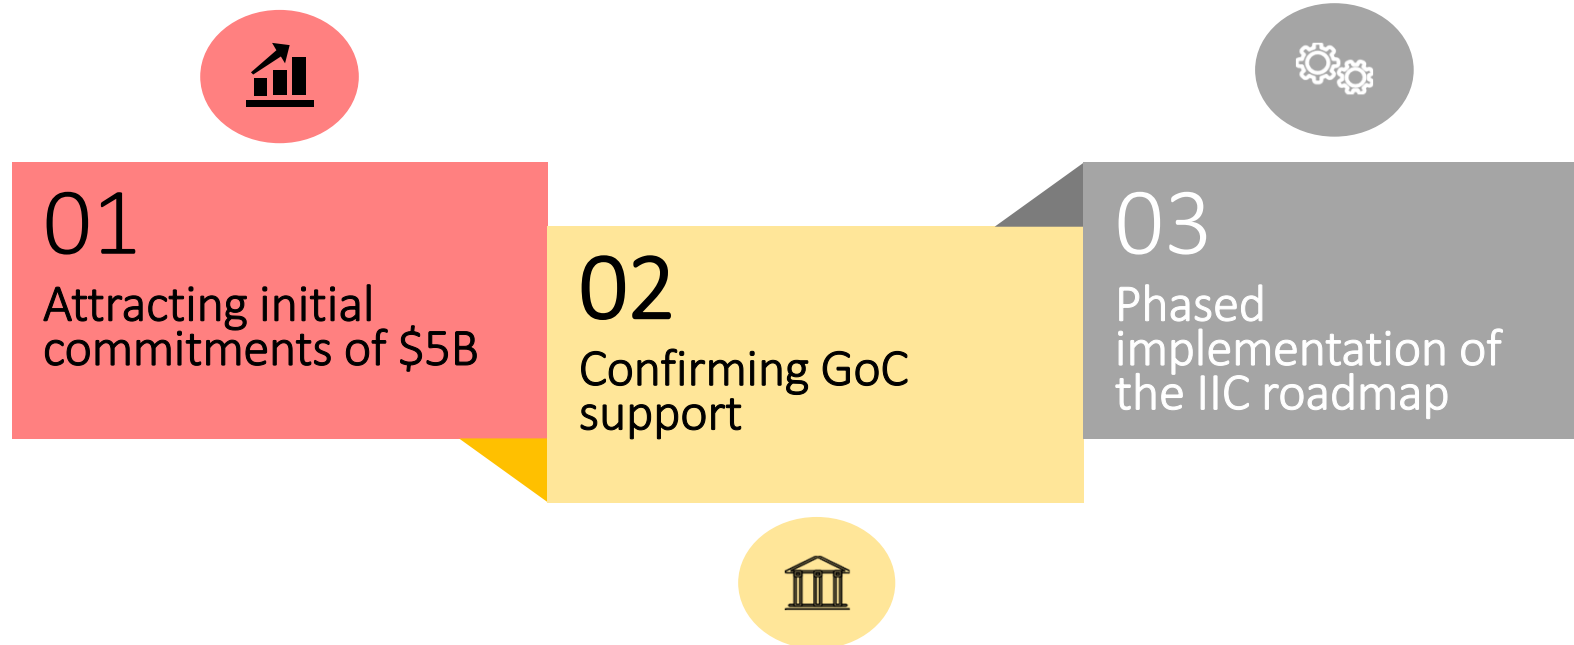 01
Attracting initial
commitments of $5B
02
Confirming GoC
support
03
Phased
implementation of
the IIC roadmap